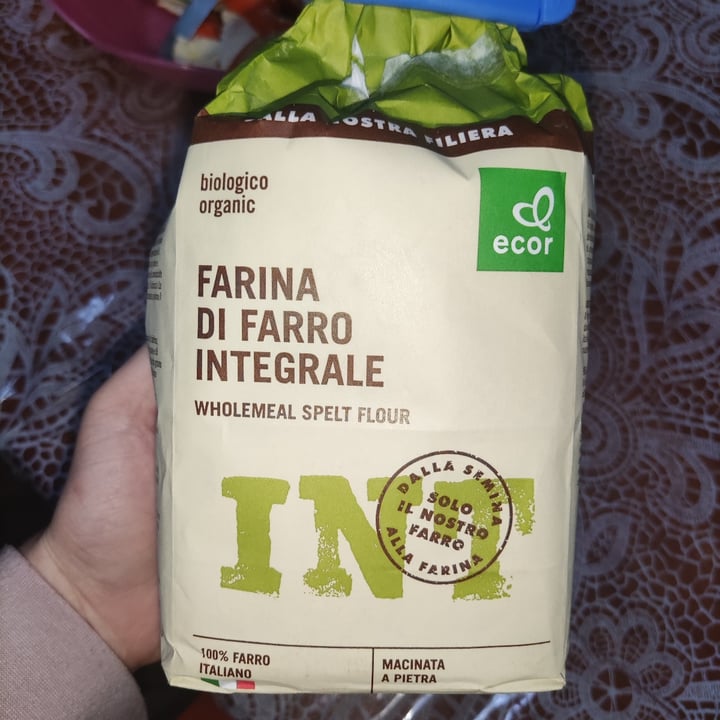 DALLA NOSTRA FILIERA
biologico
organic
ecor
FARINA
DI FARRO
INTEGRALE
WHOLEMEAL SPELT FLOUR
INT
DALLA SEMINA
SOLO
IL NOSTRO
FARRO
ALLA FARINA
100% FARRO
ITALIANO
MACINATA
A PIETRA